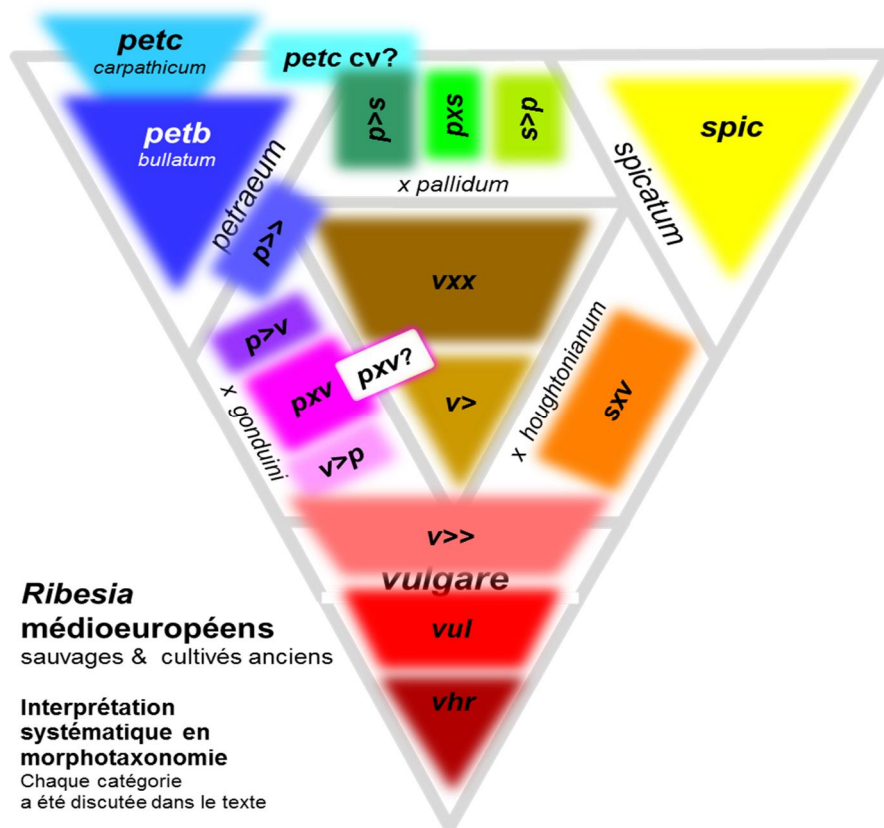 petc
carpathicum
petc cv?
petb
bullatum
petraeum
p>>
p>s
pxs
s>p
x pallidum
spic
spicatum
vxx
v>
p>v
pxv
pxv?
v>p
x gonduini
x houghtonianum
sxv
v>>
vulgare
vul
vhr
Ribesia
médioeuropéens
sauvages & cultivés anciens
Interprétation
systématique en
morphotaxonomie
Chaque catégorie
a été discutée dans le texte